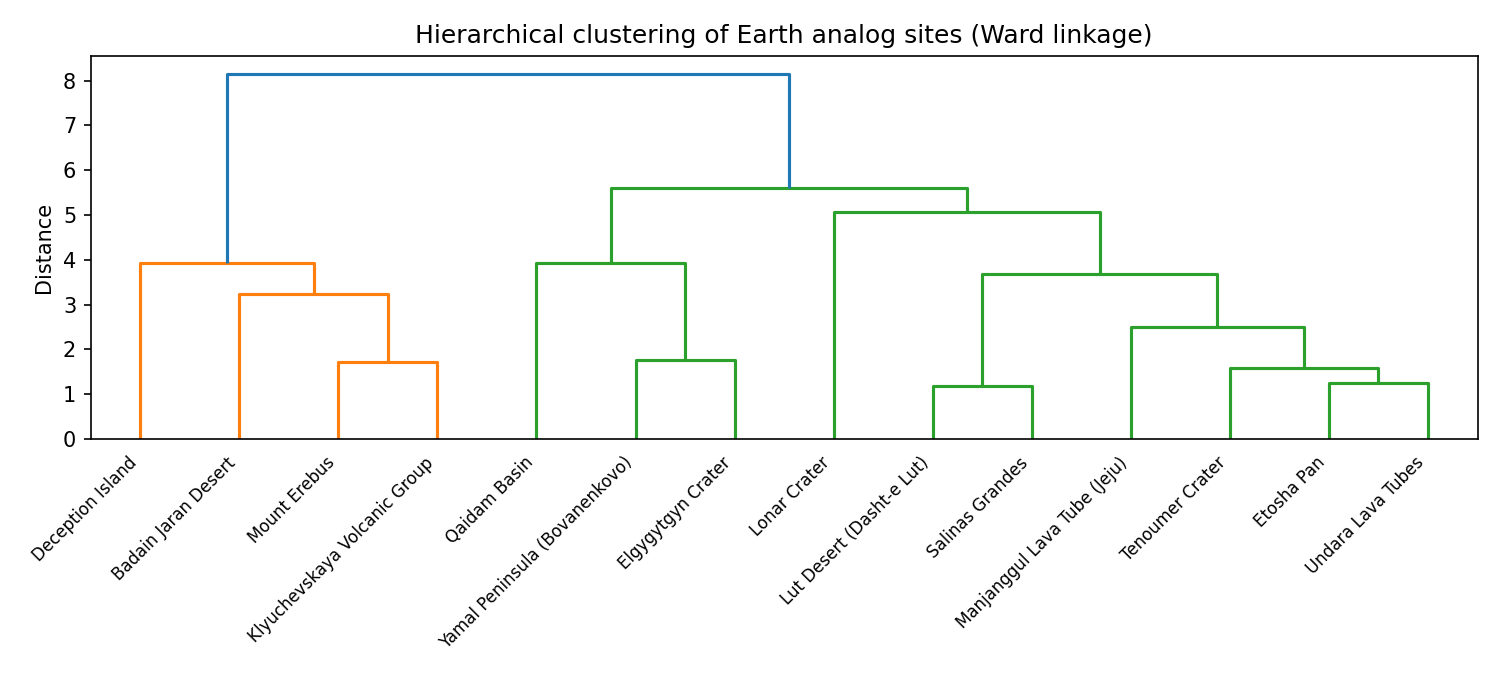 Hierarchical clustering of Earth analog sites (Ward linkage)
Distance
8
7
6
5
4
3
2
1
0
Deception Island
Badain Jaran Desert
Mount Erebus
Klyuchevskaya Volcanic Group
Qaidam Basin
Yamal Peninsula (Bovanenkovo)
Elgygytgyn Crater
Lonar Crater
Lut Desert (Dasht-e Lut)
Salinas Grandes
Manjanggul Lava Tube (Jeju)
Tenoumer Crater
Etosha Pan
Undara Lava Tubes